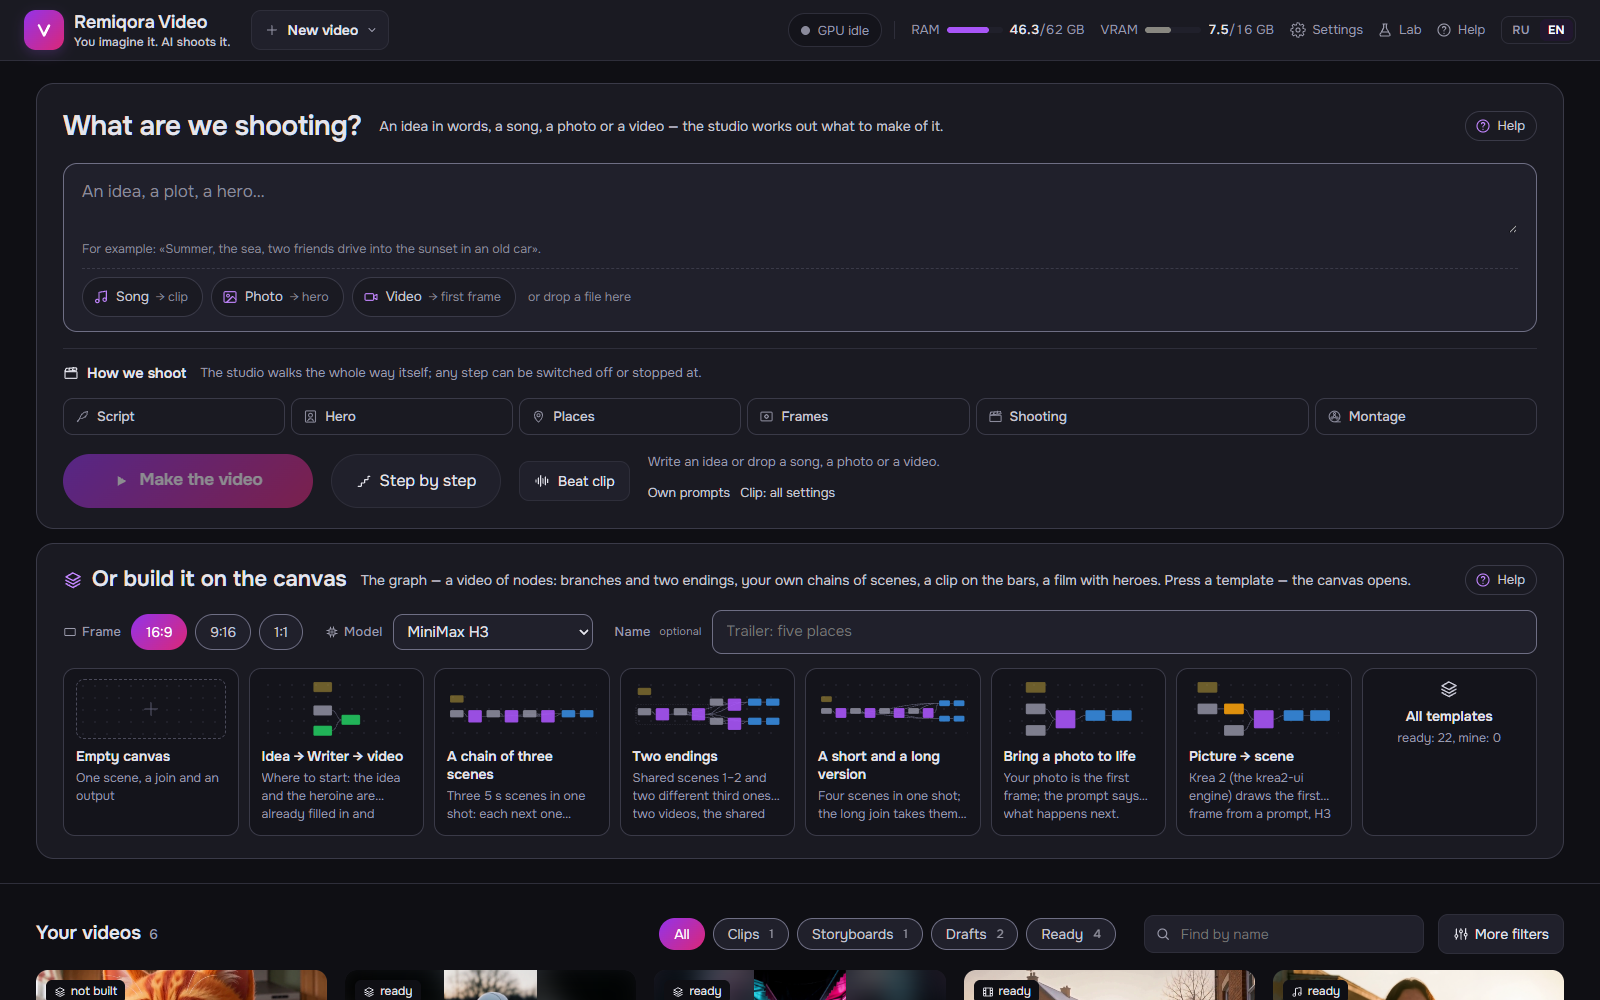 Remiqora Video
You imagine it. AI shoots it.
New video
GPU idle
RAM 46.3/62 GB
VRAM 7.5/16 GB
Settings
Lab
Help
RU EN
What are we shooting?
An idea in words, a song, a photo or a video — the studio works out what to make of it.
Help
An idea, a plot, a hero...
For example: «Summer, the sea, two friends drive into the sunset in an old car».
Song → clip
Photo → hero
Video → first frame
or drop a file here
How we shoot
The studio walks the whole way itself; any step can be switched off or stopped at.
Script
Hero
Places
Frames
Shooting
Montage
Make the video
Step by step
Beat clip
Write an idea or drop a song, a photo or a video.
Own prompts Clip: all settings
Or build it on the canvas
The graph — a video of nodes: branches and two endings, your own chains of scenes, a clip on the bars, a film with heroes. Press a template — the canvas opens.
Help
Frame
16:9
9:16
1:1
Model
MiniMax H3
Name optional
Trailer: five places
Empty canvas
One scene, a join and an
output
Idea → Writer → video
Where to start: the idea
and the heroine are...
already filled in and
A chain of three
scenes
Three 5 s scenes in one
shot: each next one...
Two endings
Shared scenes 1–2 and
two different third ones...
two videos, the shared
A short and a long
version
Four scenes in one shot;
the long join takes them...
Bring a photo to life
Your photo is the first
frame; the prompt says...
what happens next.
Picture → scene
Krea 2 (the krea2-ui
engine) draws the first...
frame from a prompt, H3
All templates
ready: 22, mine: 0
Your videos 6
All
Clips 1
Storyboards 1
Drafts 2
Ready 4
Find by name
More filters
not built
ready
ready
ready
ready